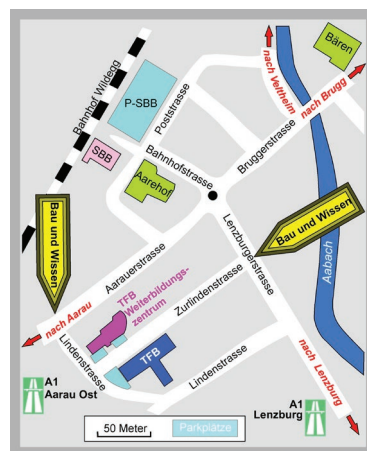 Bären
nach Veltheim
nach Brugg
Bahnhof Wildegg
P-SBB
Poststrasse
Bruggerstrasse
SBB
Bahnhofstrasse
Aarehof
Bau und Wissen
Lenzburgerstrasse
Bau und Wissen
Aabach
Aarauerstrasse
TFB
Weiterbildungs-
zentrum
Zurlindenstrasse
nach Aarau
Lindenstrasse
TFB
Lindenstrasse
nach Lenzburg
A1
Aarau Ost
A1
Lenzburg
50 Meter
Parkplätze